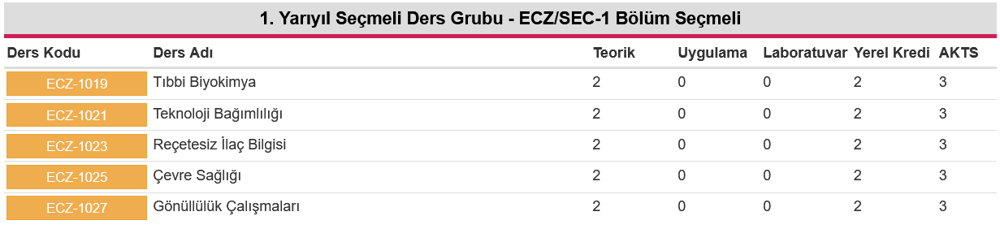 1. Yarıyıl Seçmeli Ders Grubu - ECZ/SEC-1 Bölüm Seçmeli
Ders Kodu Ders Adı Teorik Uygulama Laboratuvar Yerel Kredi AKTS
ECZ-1019 Tıbbi Biyokimya 2 0 0 2 3
ECZ-1021 Teknoloji Bağımlılığı 2 0 0 2 3
ECZ-1023 Reçetesiz İlaç Bilgisi 2 0 0 2 3
ECZ-1025 Çevre Sağlığı 2 0 0 2 3
ECZ-1027 Gönüllülük Çalışmaları 2 0 0 2 3